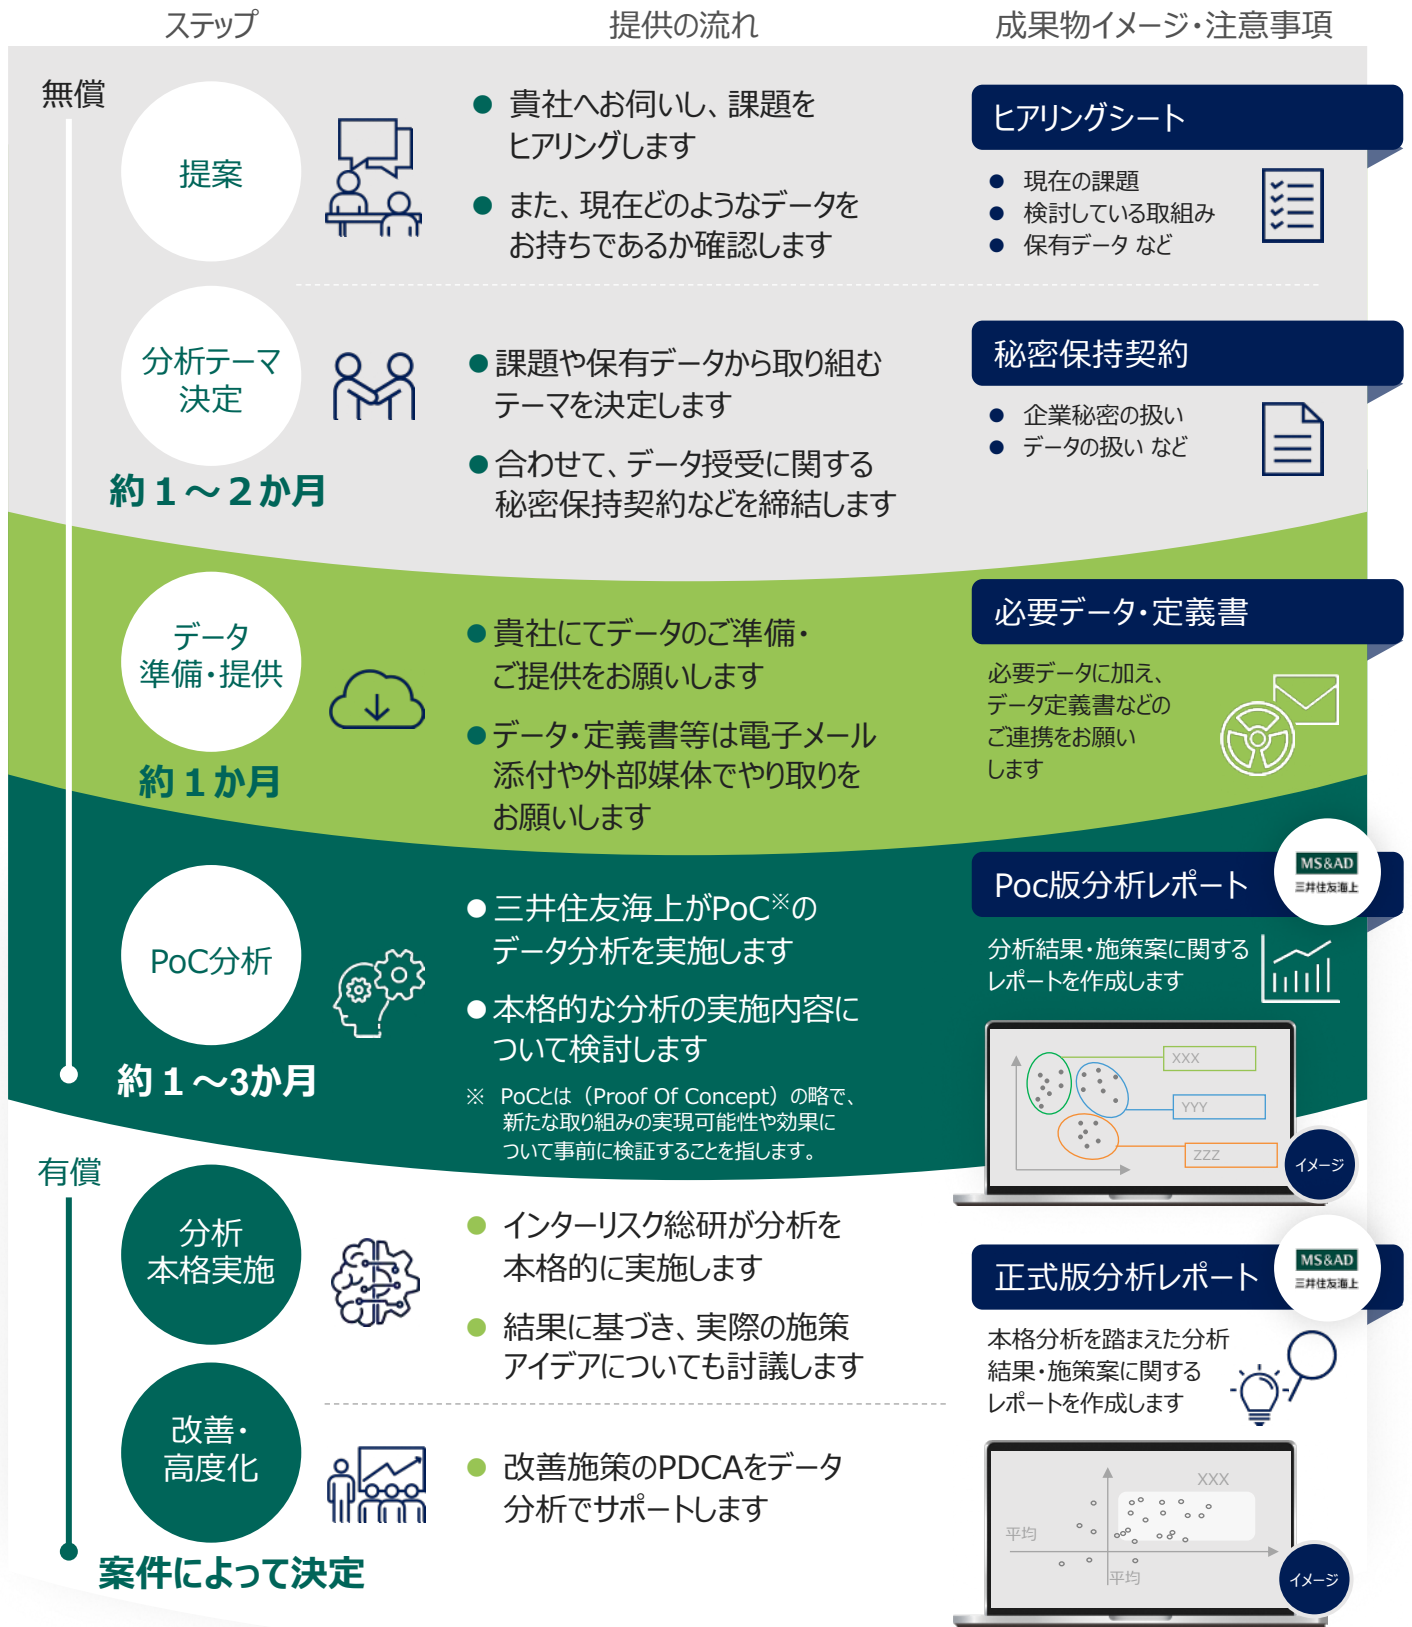 ステップ
提供の流れ
成果物イメージ・注意事項
無償
提案
● 貴社へお伺いし、課題を
ヒアリングします
● また、現在どのようなデータを
お持ちであるか確認します
ヒアリングシート
● 現在の課題
● 検討している取組み
● 保有データ など
分析テーマ
決定
約１～２か月
● 課題や保有データから取り組む
テーマを決定します
● 合わせて、データ授受に関する
秘密保持契約などを締結します
秘密保持契約
● 企業秘密の扱い
● データの扱い など
データ
準備・提供
約１か月
● 貴社にてデータのご準備・
ご提供をお願いします
● データ・定義書等は電子メール
添付や外部媒体でやり取りを
お願いします
必要データ・定義書
必要データに加え、
データ定義書などの
ご連携をお願い
します
PoC分析
約１～3か月
● 三井住友海上がPoC※の
データ分析を実施します
● 本格的な分析の実施内容に
ついて検討します
※ PoCとは（Proof Of Concept）の略で、
新たな取り組みの実現可能性や効果に
ついて事前に検証することを指します。
Poc版分析レポート
MS&AD
三井住友海上
分析結果・施策案に関する
レポートを作成します
XXX
YYY
ZZZ
イメージ
有償
分析
本格実施
● インターリスク総研が分析を
本格的に実施します
● 結果に基づき、実際の施策
アイデアについても討議します
正式版分析レポート
MS&AD
三井住友海上
本格分析を踏まえた分析
結果・施策案に関する
レポートを作成します
改善・
高度化
案件によって決定
● 改善施策のPDCAをデータ
分析でサポートします
XXX
平均
平均
イメージ